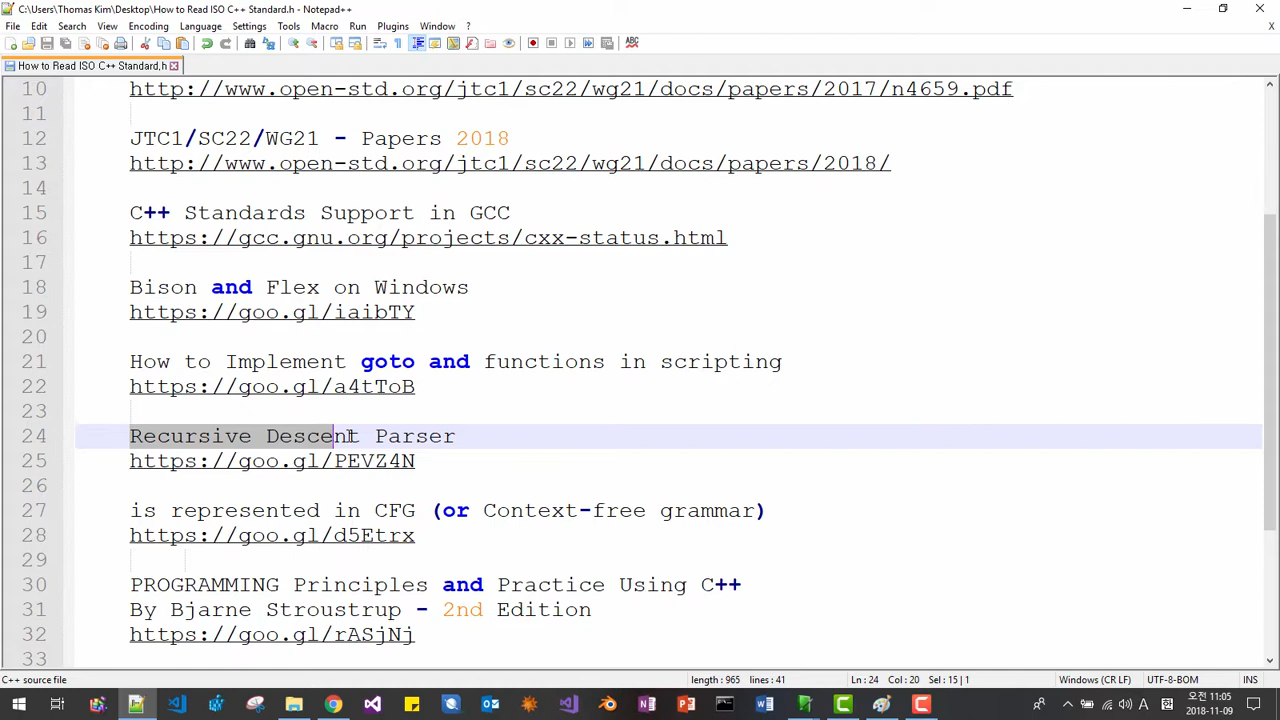 C:\Users\Thomas Kim\Desktop\How to Read ISO C++ Standard.h - Notepad++
File Edit Search View Encoding Language Settings Tools Macro Run Plugins Window ?
X
How to Read ISO C++ Standard.h
10 http://www.open-std.org/jtc1/sc22/wg21/docs/papers/2017/n4659.pdf
11
12 JTC1/SC22/WG21 - Papers 2018
13 http://www.open-std.org/jtc1/sc22/wg21/docs/papers/2018/
14
15 C++ Standards Support in GCC
16 https://gcc.gnu.org/projects/cxx-status.html
17
18 Bison and Flex on Windows
19 https://goo.gl/iaibTY
20
21 How to Implement goto and functions in scripting
22 https://goo.gl/a4tToB
23
24 Recursive Descent Parser
25 https://goo.gl/PEVZ4N
26
27 is represented in CFG (or Context-free grammar)
28 https://goo.gl/d5Etrx
29
30 PROGRAMMING Principles and Practice Using C++
31 By Bjarne Stroustrup - 2nd Edition
32 https://goo.gl/rASjNj
33
C++ source file length: 965 lines: 41 Ln: 24 Col: 20 Sel: 15 | 1 Windows (CR LF) UTF-8-BOM INS
A 오전 11:05
2018-11-09